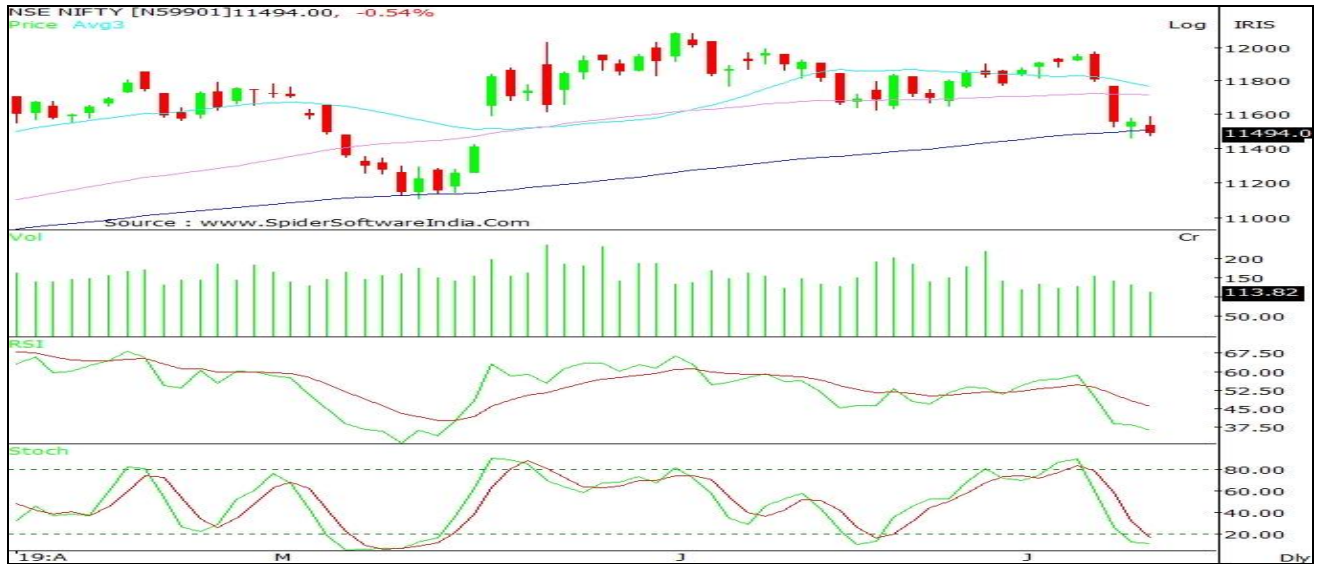 NSE NIFTY [N59901]11494.00, -0.54%
Price Avg3
Log IRIS
12000
11800
11600
11494.0
11400
11200
11000
Source : www.SpiderSoftwareIndia.Com
Vol
Cr
200
150
113.82
50.00
RSI
67.50
60.00
52.50
45.00
37.50
Stoch
80.00
60.00
40.00
20.00
'19:A M J J Dly